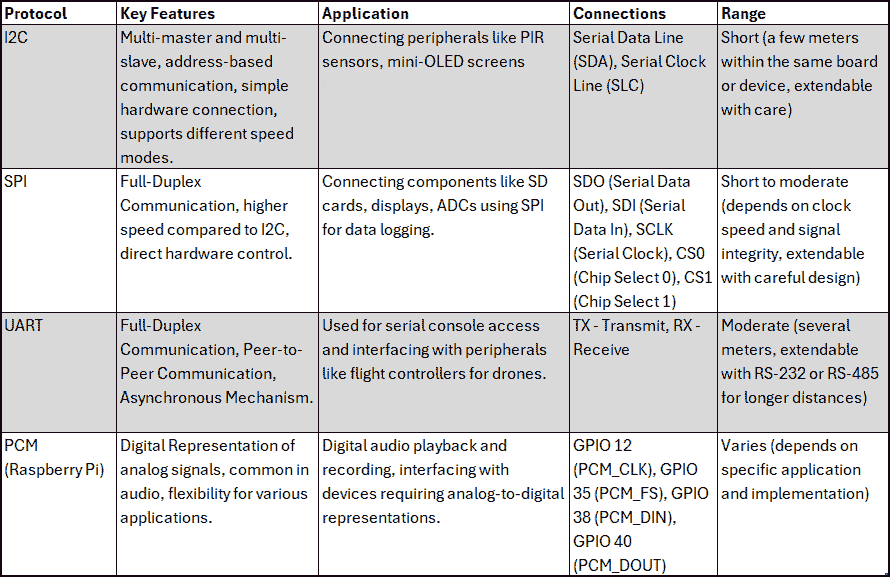 Protocol
Key Features
Application
Connections
Range
I2C
Multi-master and multi-
slave, address-based
communication, simple
hardware connection,
supports different speed
modes.
Connecting peripherals like PIR
sensors, mini-OLED screens
Serial Data Line
(SDA), Serial Clock
Line (SLC)
Short (a few meters
within the same board
or device, extendable
with care)
SPI
Full-Duplex
Communication, higher
speed compared to I2C,
direct hardware control.
Connecting components like SD
cards, displays, ADCs using SPI
for data logging.
SDO (Serial Data
Out), SDI (Serial
Data In), SCLK
(Serial Clock), CS0
(Chip Select 0), CS1
(Chip Select 1)
Short to moderate
(depends on clock
speed and signal
integrity, extendable
with careful design)
UART
Full-Duplex
Communication, Peer-to-
Peer Communication,
Asynchronous Mechanism.
Used for serial console access
and interfacing with peripherals
like flight controllers for drones.
TX - Transmit, RX -
Receive
Moderate (several
meters, extendable
with RS-232 or RS-485
for longer distances)
PCM
(Raspberry Pi)
Digital Representation of
analog signals, common in
audio, flexibility for various
applications.
Digital audio playback and
recording, interfacing with
devices requiring analog-to-digital
representations.
GPIO 12
(PCM_CLK), GPIO
35 (PCM_FS), GPIO
38 (PCM_DIN),
GPIO 40
(PCM_DOUT)
Varies (depends on
specific application
and implementation)